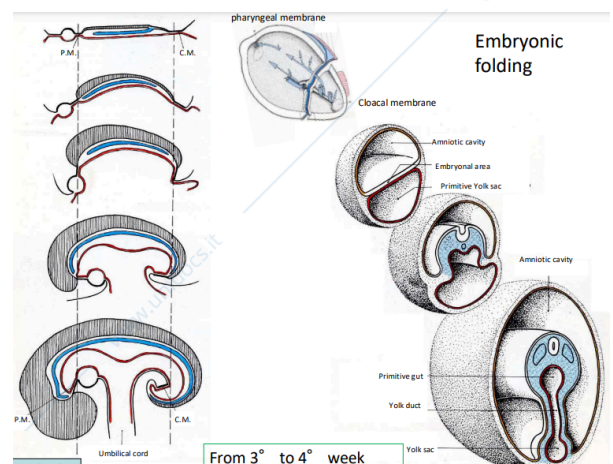 pharyngeal membrane
Embryonic
folding
P.M.
C.M.
Cloacal membrane
Amniotic cavity
Embryonal area
Primitive Yolk sac
Amniotic cavity
Primitive gut
Yolk duct
P.M.
C.M.
Umbilical cord
Yolk sac
From 3° to 4° week